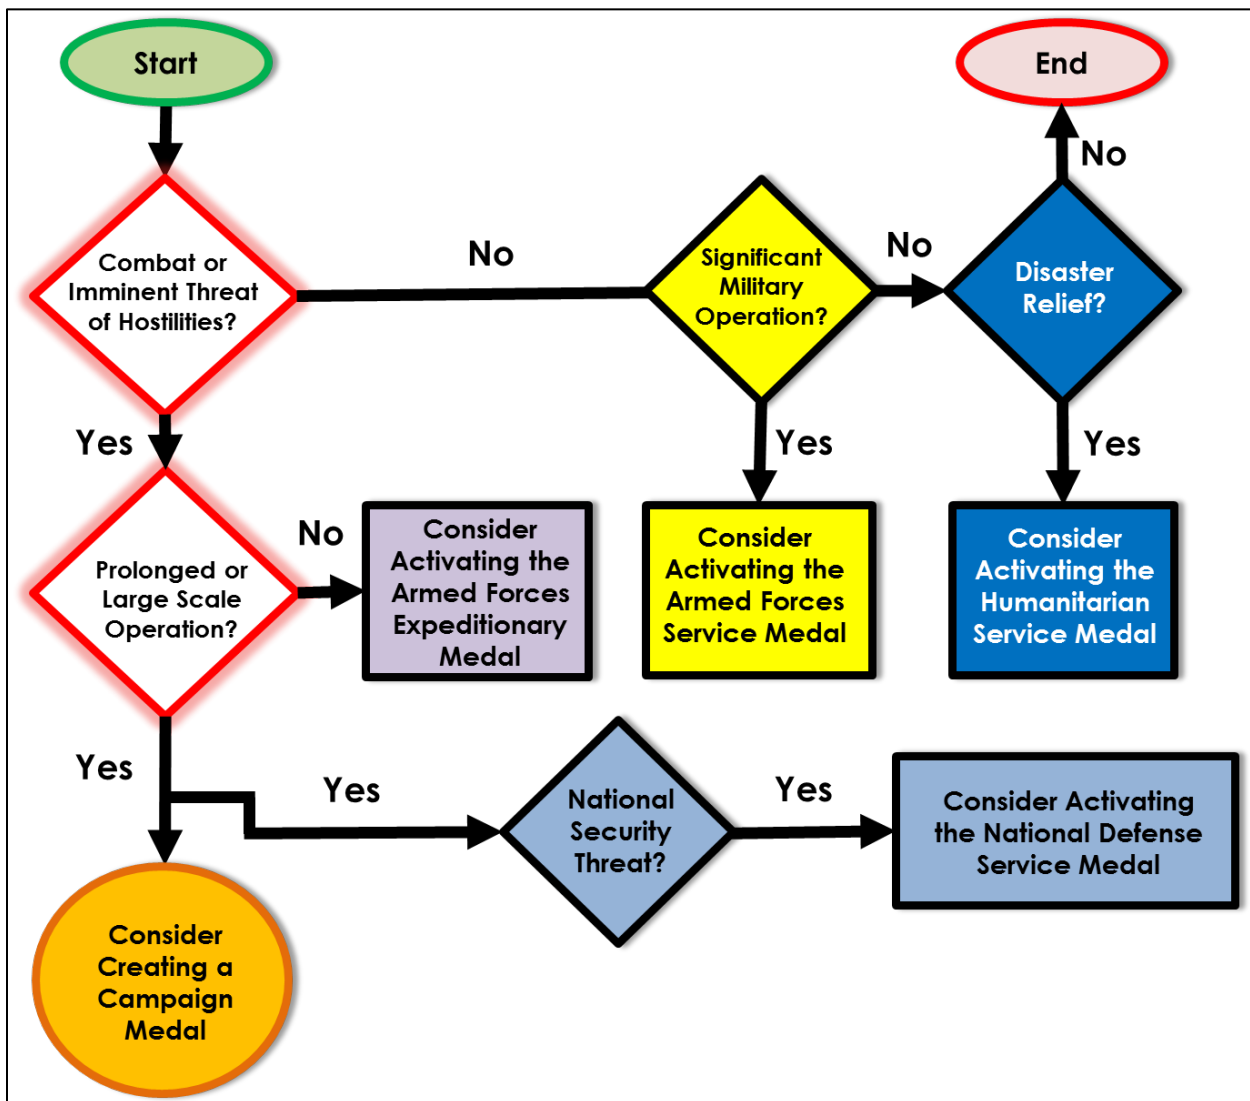 Start
End
No
Combat or
Imminent Threat
of Hostilities?
No
Significant
Military
Operation?
No
Disaster
Relief?
Yes
Yes
Yes
Prolonged or
Large Scale
Operation?
No
Consider
Activating the
Armed Forces
Expeditionary
Medal
Consider
Activating the
Armed Forces
Service Medal
Consider
Activating the
Humanitarian
Service Medal
Yes
Yes
National
Security
Threat?
Yes
Consider Activating
the National Defense
Service Medal
Consider
Creating a
Campaign
Medal